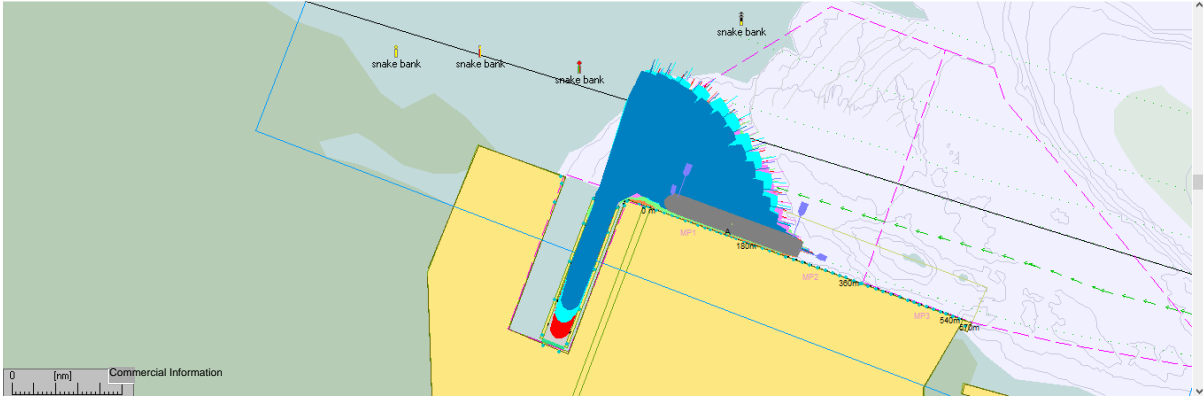 snake bank
snake bank
snake bank
snake bank
0 m
MP1
A
180m
MP2
360m
MP3
540m
570m
0 [nm]
Commercial Information